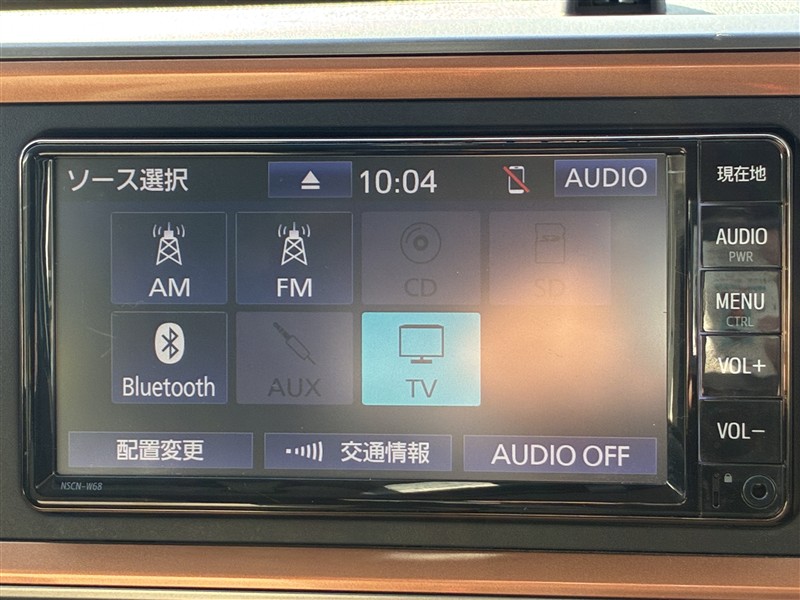 ソース選択 10:04 AUDIO
現在地
AM FM CD SD
AUDIO
PWR
MENU
CTRL
Bluetooth AUX TV
VOL+
VOL-
配置変更 交通情報 AUDIO OFF
NSCN-W68